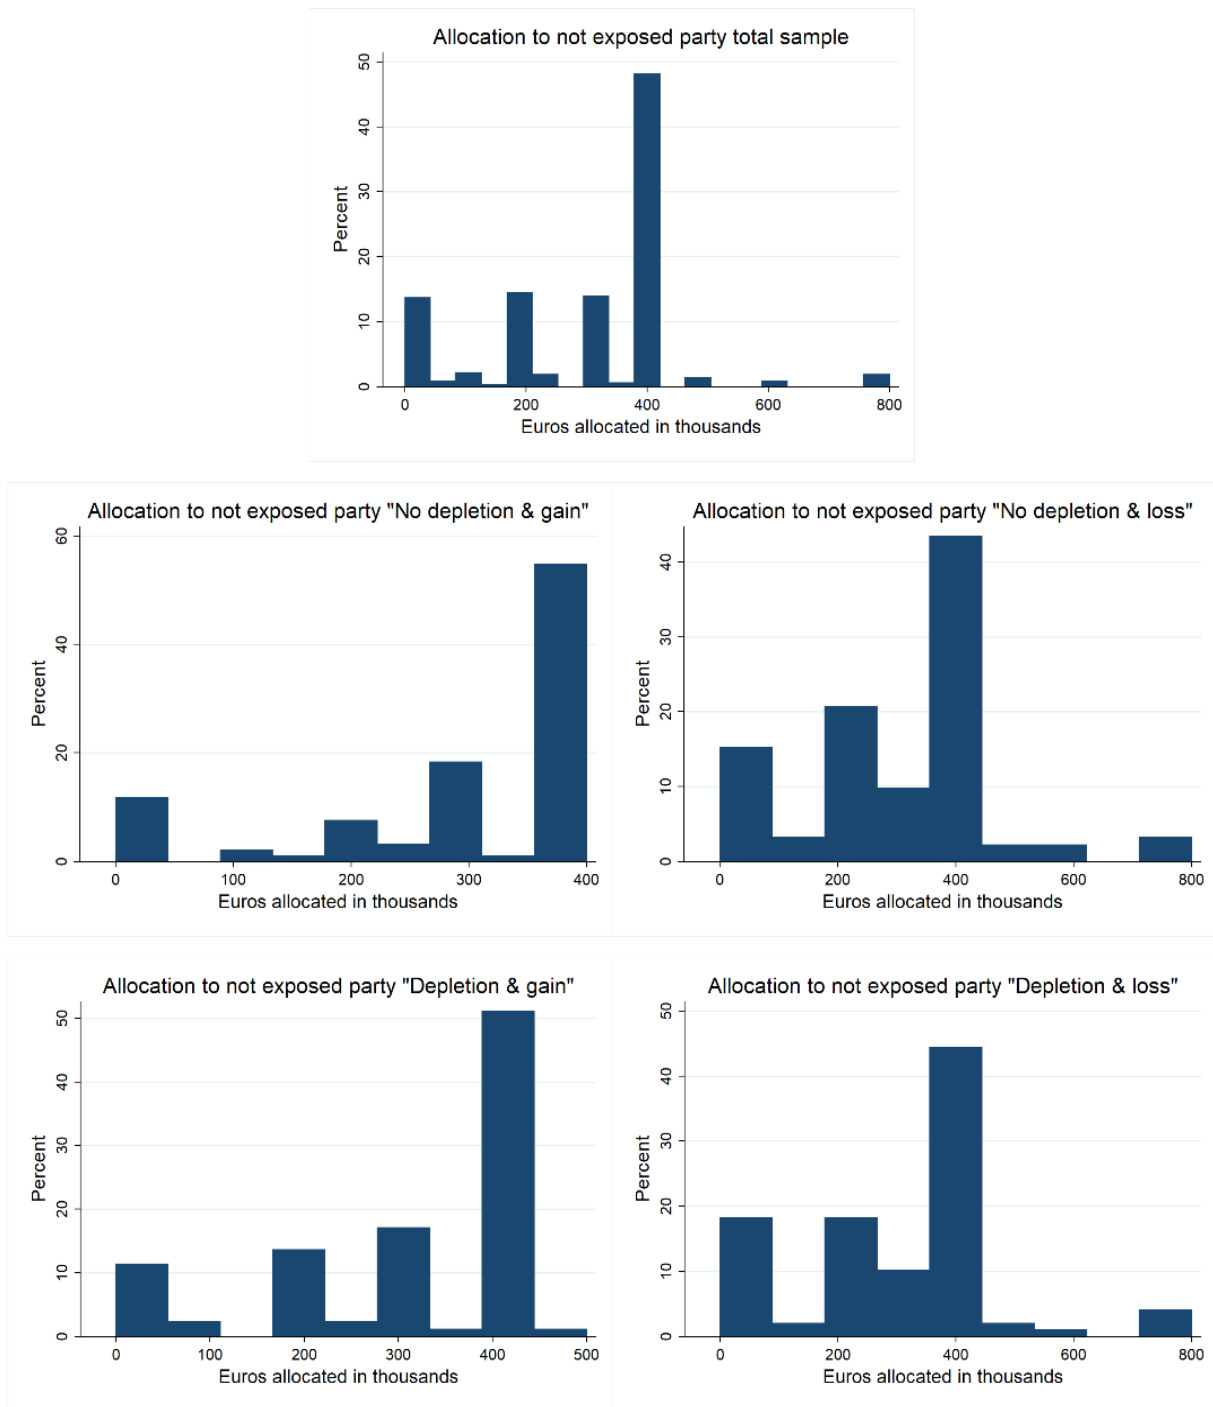 Allocation to not exposed party total sample
50
40
30
20
10
0
Percent
0 200 400 600 800
Euros allocated in thousands
Allocation to not exposed party "No depletion & gain"
60
40
20
0
Percent
0 100 200 300 400
Euros allocated in thousands
Allocation to not exposed party "No depletion & loss"
40
30
20
10
0
Percent
0 200 400 600 800
Euros allocated in thousands
Allocation to not exposed party "Depletion & gain"
50
40
30
20
10
0
Percent
0 100 200 300 400 500
Euros allocated in thousands
Allocation to not exposed party "Depletion & loss"
50
40
30
20
10
0
Percent
0 200 400 600 800
Euros allocated in thousands